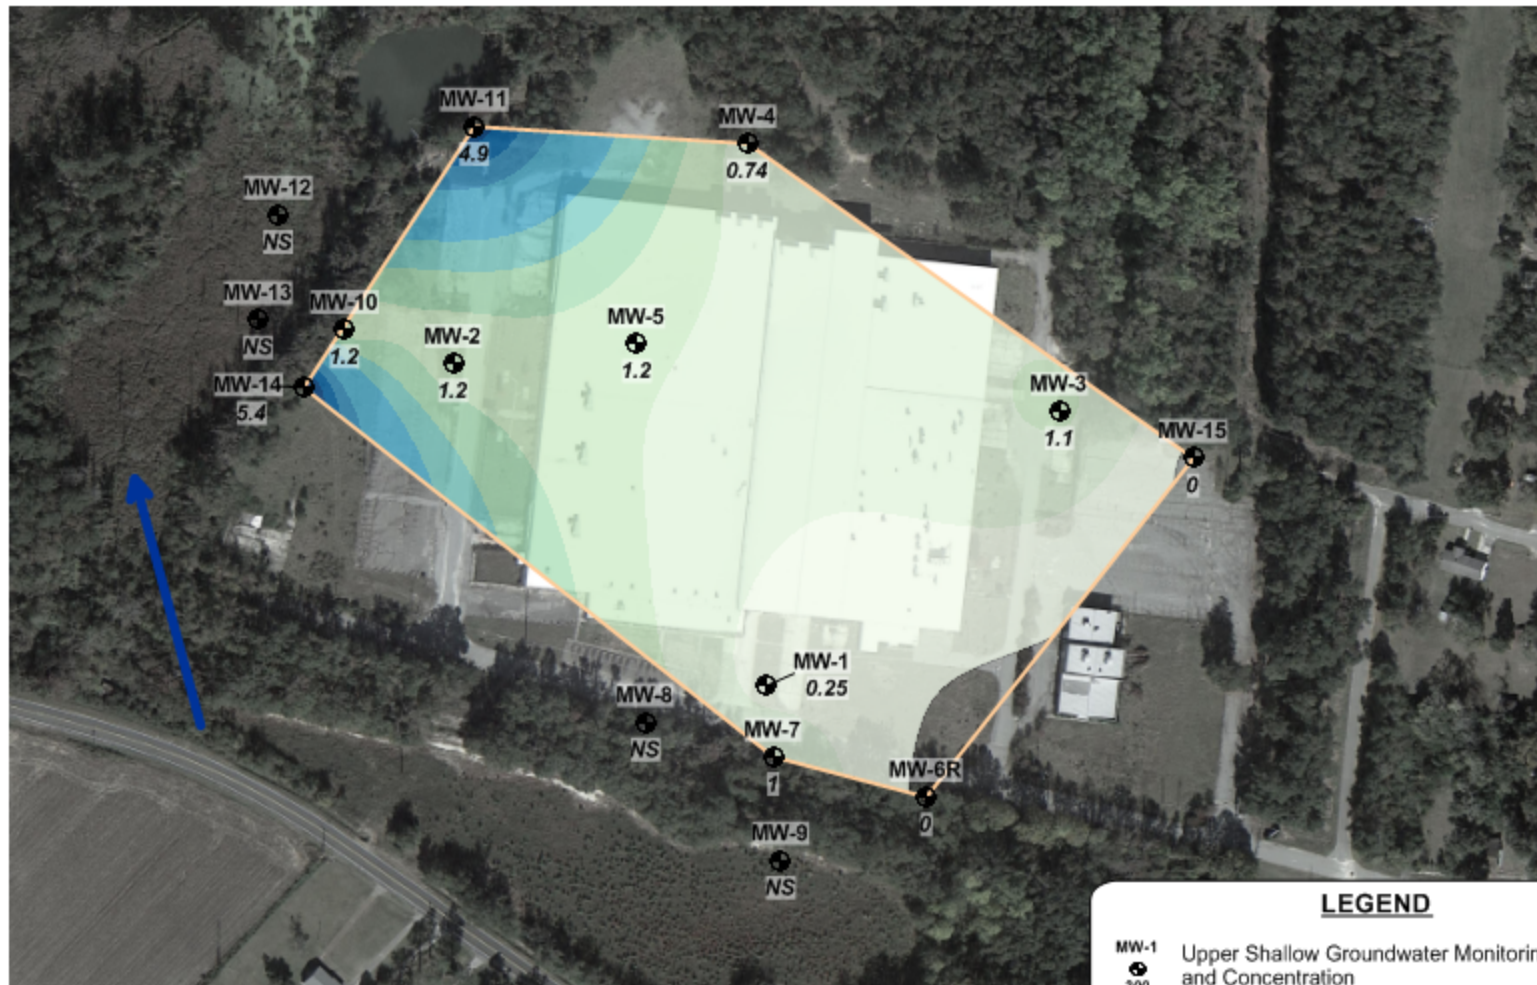 MW-11
4.9
MW-4
0.74
MW-12
NS
MW-13
NS
MW-10
1.2
MW-2
1.2
MW-5
1.2
MW-14
5.4
MW-3
1.1
MW-15
0
MW-1
0.25
MW-8
NS
MW-7
1
MW-6R
0
MW-9
NS
LEGEND
MW-1
Upper Shallow Groundwater Monitorin
and Concentration